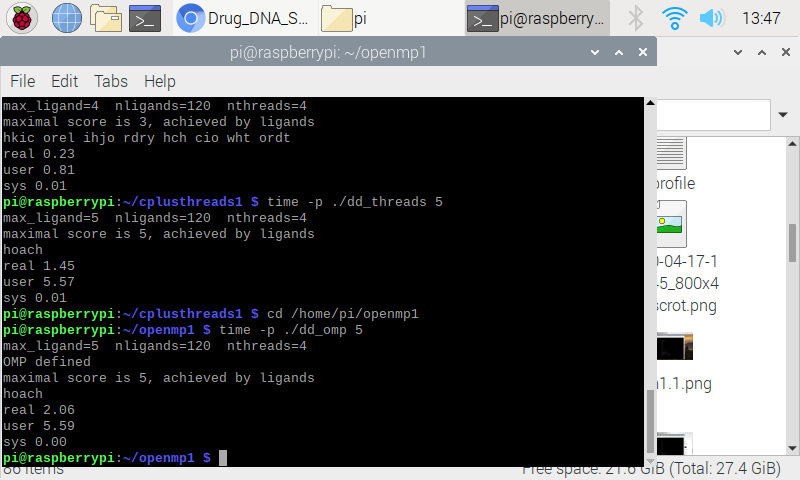 Drug_DNA_S...
pi
pi@raspberry...
13:47
pi@raspberrypi: ~/openmp1
File Edit Tabs Help
max_ligand=4  nligands=120  nthreads=4
maximal score is 3, achieved by ligands
hkic orel ihjo rdry hch cio wht ordt
real 0.23
user 0.81
sys 0.01
pi@raspberrypi:~/cplusthreads1 $ time -p ./dd_threads 5
max_ligand=5  nligands=120  nthreads=4
maximal score is 5, achieved by ligands
hoach
real 1.45
user 5.57
sys 0.01
pi@raspberrypi:~/cplusthreads1 $ cd /home/pi/openmp1
pi@raspberrypi:~/openmp1 $ time -p ./dd_omp 5
max_ligand=5  nligands=120  nthreads=4
OMP defined
maximal score is 5, achieved by ligands
hoach
real 2.06
user 5.59
sys 0.00
pi@raspberrypi:~/openmp1 $
rofile
0-04-17-1
-5_800x4
scrot.png
1.1.png
86 items
Free space: 21.6 GiB (Total: 27.4 GiB)